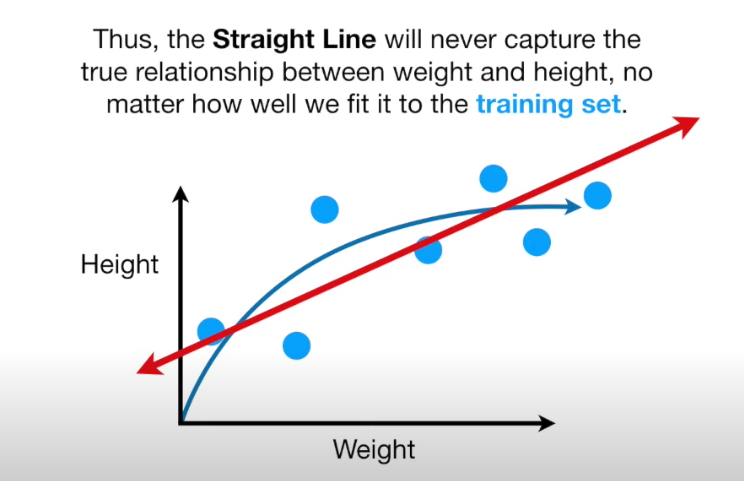 Thus, the Straight Line will never capture the
true relationship between weight and height, no
matter how well we fit it to the training set.
Height
Weight